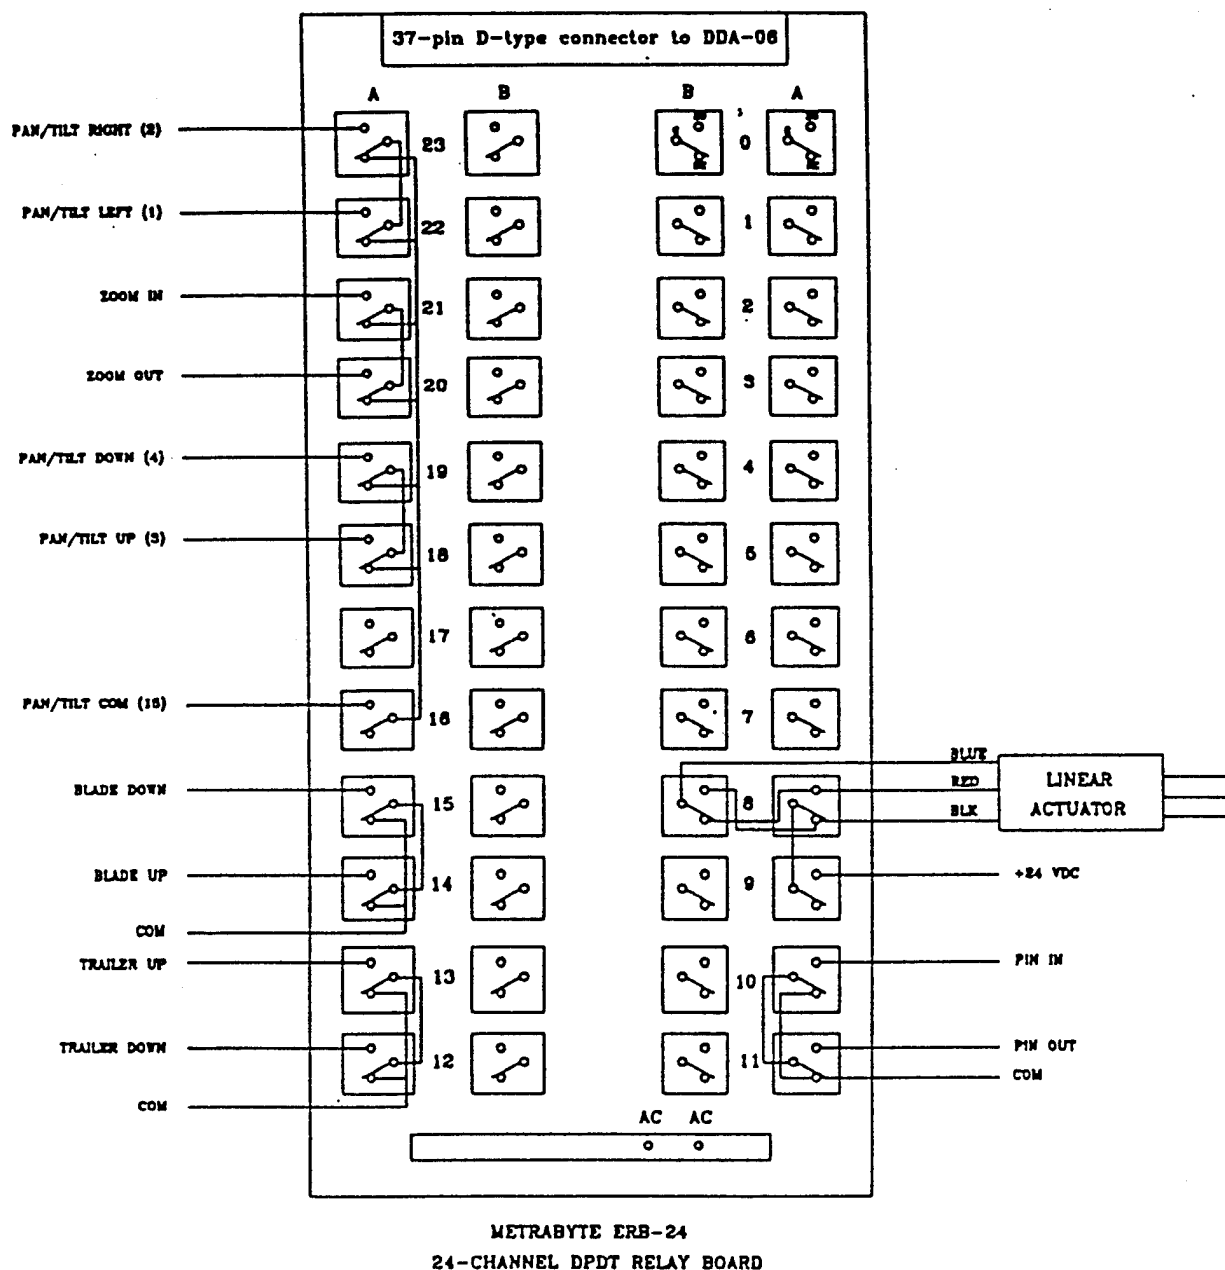 37-pin D-type connector to DDA-06
A B B A
PAN/TILT RIGHT (2) 23 0
PAN/TILT LEFT (1) 22 1
ZOOM IN 21 2
ZOOM OUT 20 3
PAN/TILT DOWN (4) 19 4
PAN/TILT UP (3) 18 5
17 6
PAN/TILT COM (15) 16 7
BLUE
BLADE DOWN 15 8 RED LINEAR
BLK ACTUATOR
BLADE UP 14 9 +24 VDC
COM
TRAILER UP 13 10 PIN IN
TRAILER DOWN 12 11 PIN OUT
COM
COM
AC AC
METRABYTE ERB-24
24-CHANNEL DPDT RELAY BOARD